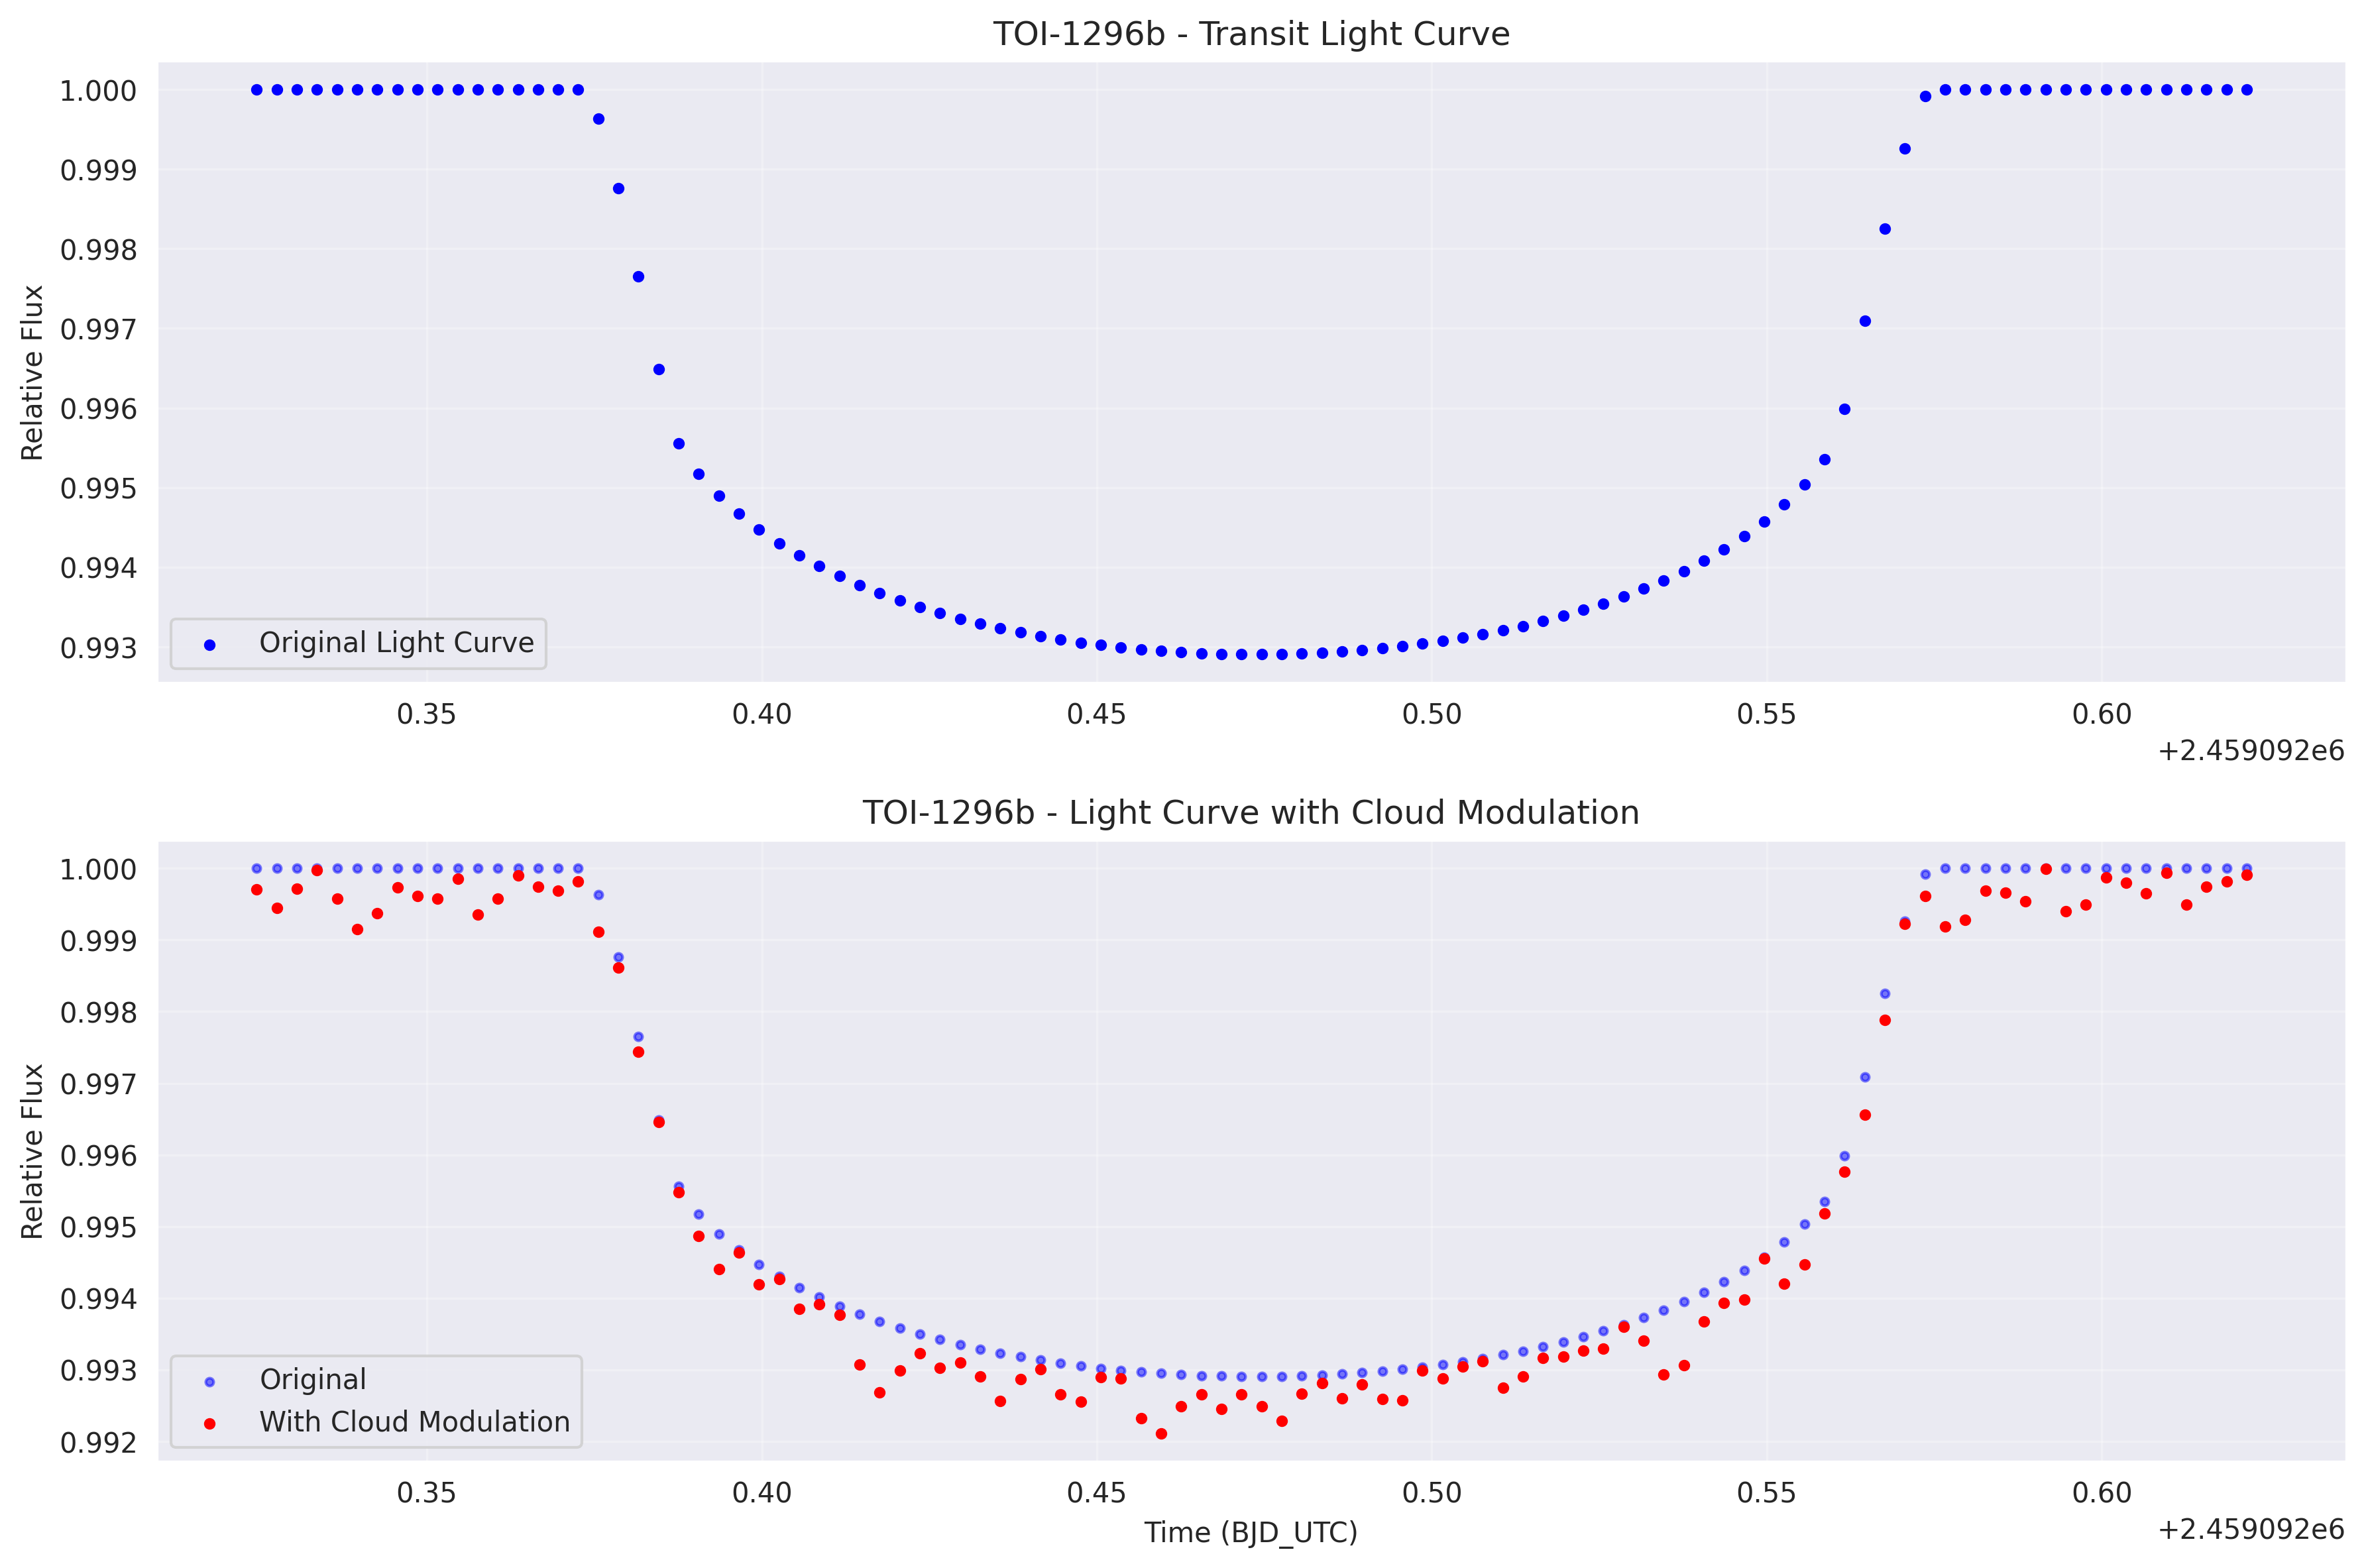 TOI-1296b - Transit Light Curve
Relative Flux
1.000
0.999
0.998
0.997
0.996
0.995
0.994
0.993
Original Light Curve
0.35 0.40 0.45 0.50 0.55 0.60
+2.459092e6
TOI-1296b - Light Curve with Cloud Modulation
Relative Flux
1.000
0.999
0.998
0.997
0.996
0.995
0.994
0.993
0.992
Original
With Cloud Modulation
0.35 0.40 0.45 0.50 0.55 0.60
Time (BJD_UTC)
+2.459092e6